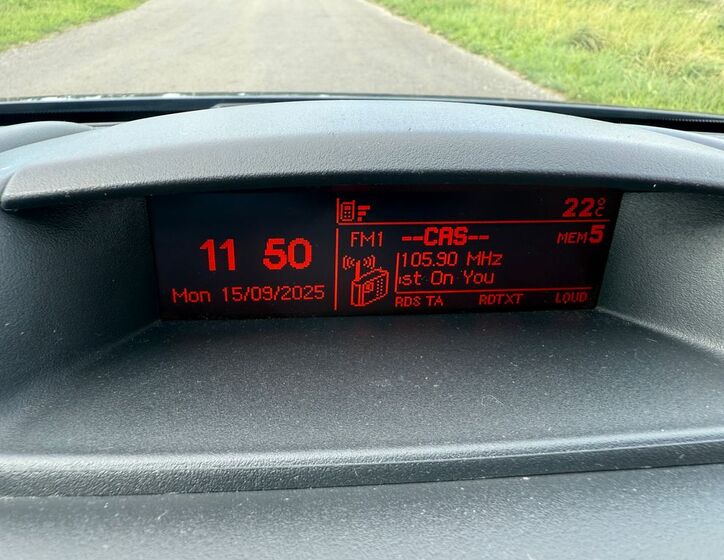 11 50
Mon 15/09/2025
22°C
FM1 --CAS-- MEM5
105.90 MHz
st On You
RDS TA RDTXT LOUD